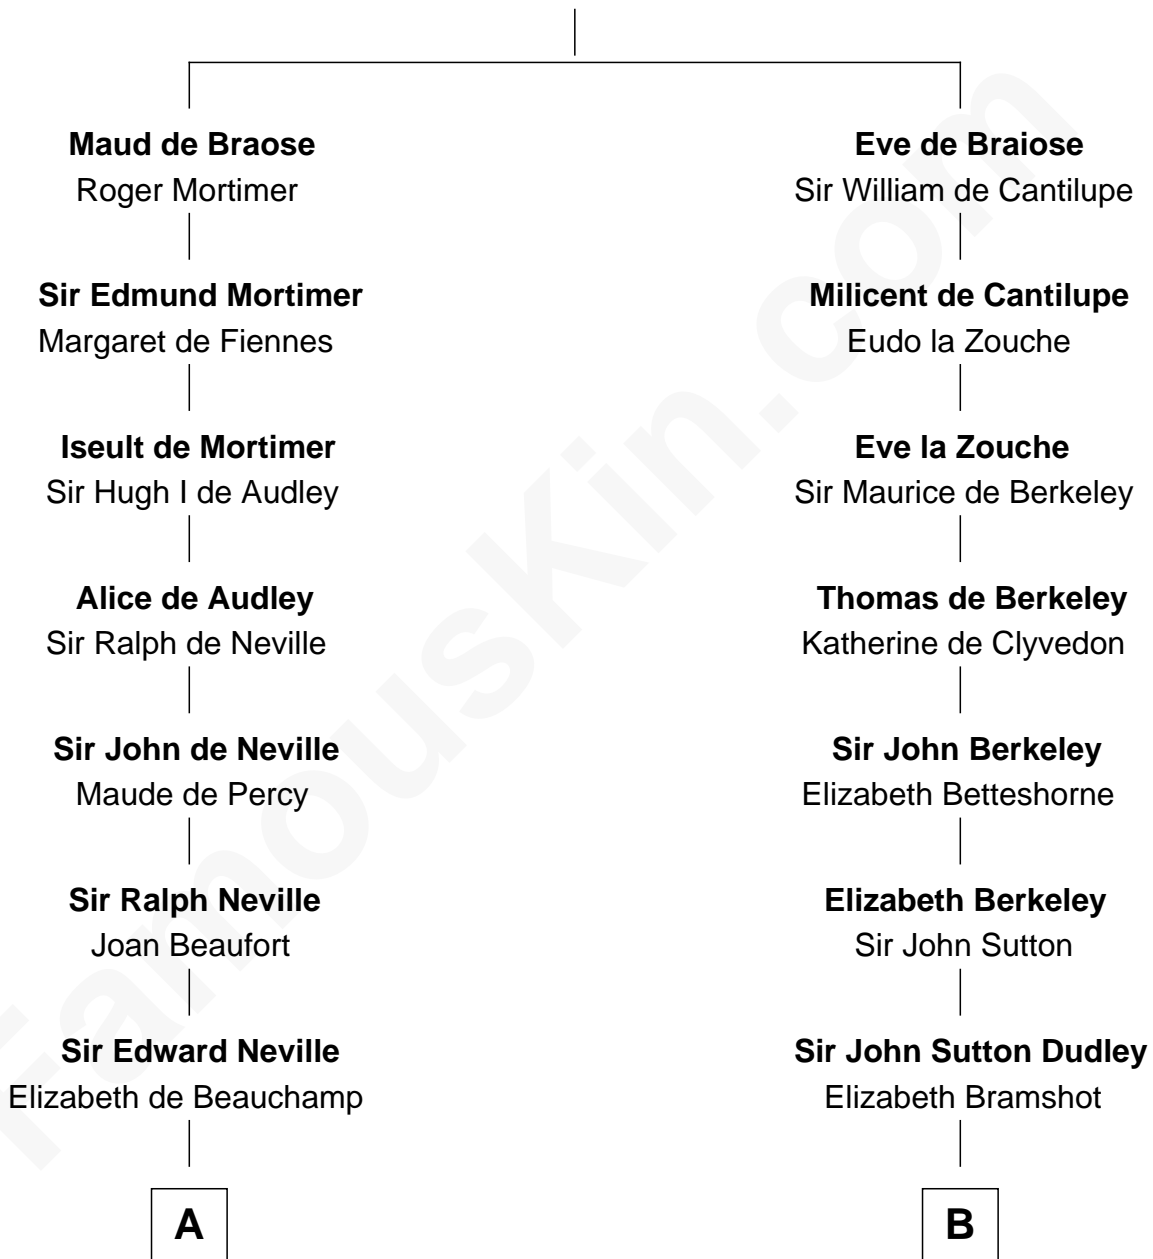 Maud de Braose
Roger Mortimer
Sir Edmund Mortimer
Margaret de Fiennes
Iseult de Mortimer
Sir Hugh I de Audley
Alice de Audley
Sir Ralph de Neville
Sir John de Neville
Maude de Percy
Sir Ralph Neville
Joan Beaufort
Sir Edward Neville
Elizabeth de Beauchamp
A
Eve de Braiose
Sir William de Cantilupe
Milicent de Cantilupe
Eudo la Zouche
Eve la Zouche
Sir Maurice de Berkeley
Thomas de Berkeley
Katherine de Clyvedon
Sir John Berkeley
Elizabeth Betteshorne
Elizabeth Berkeley
Sir John Sutton
Sir John Sutton Dudley
Elizabeth Bramshot
B
FamousKin.com